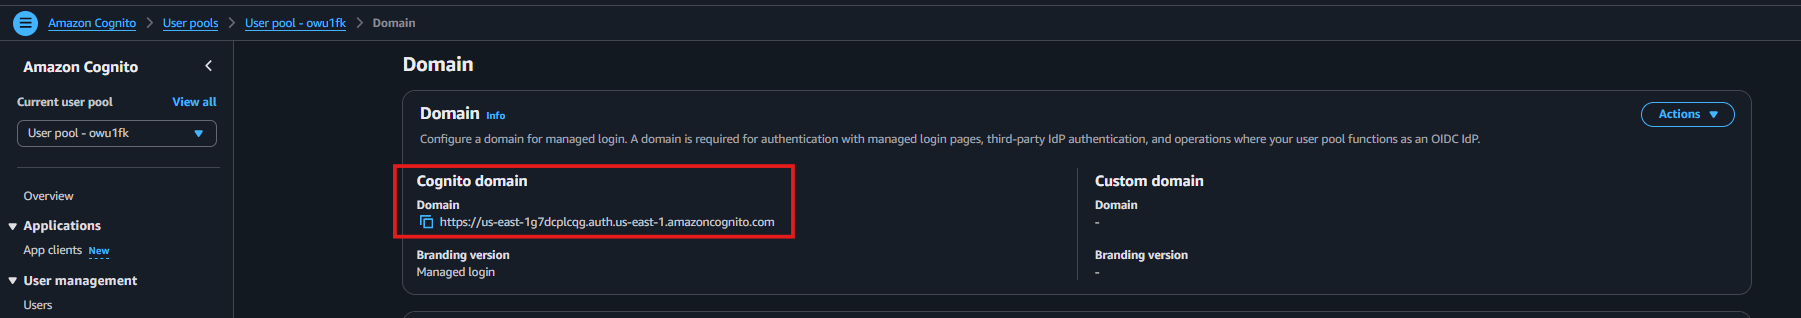 Amazon Cognito > User pools > User pool - owu1fk > Domain
Amazon Cognito
Current user pool View all
User pool - owu1fk
Overview
Applications
App clients New
User management
Users
Domain
Domain Info
Actions
Configure a domain for managed login. A domain is required for authentication with managed login pages, third-party IdP authentication, and operations where your user pool functions as an OIDC IdP.
Cognito domain
Domain
https://us-east-1g7dcplcqg.auth.us-east-1.amazoncognito.com
Branding version
Managed login
Custom domain
Domain
-
Branding version
-